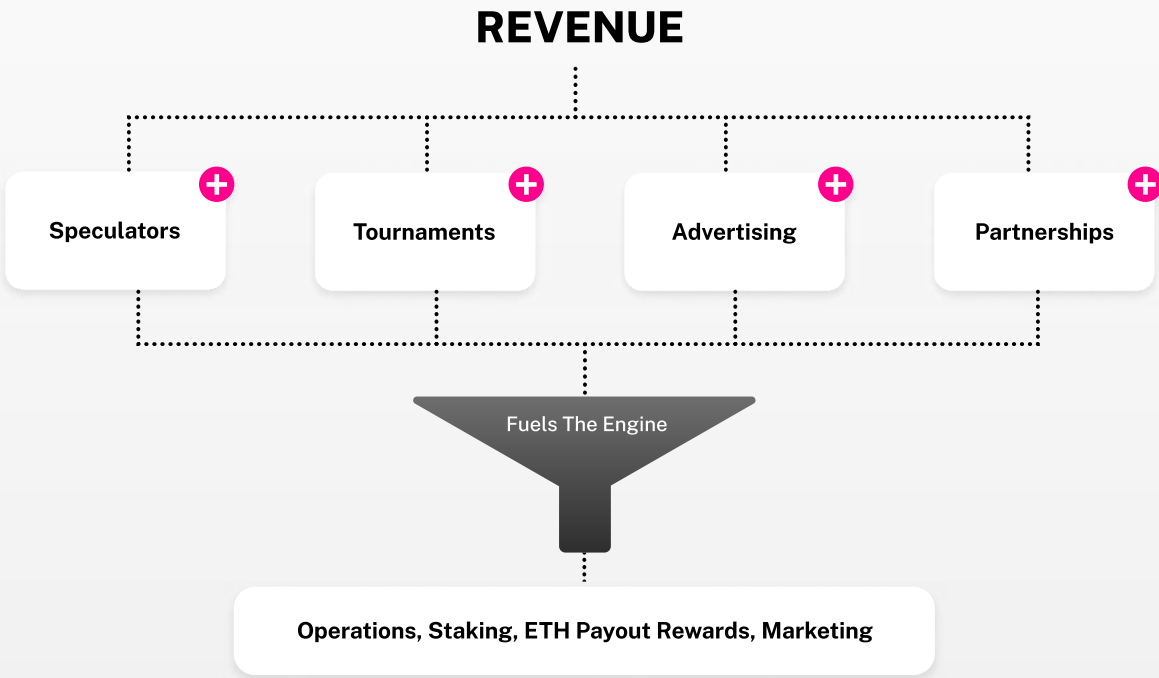 REVENUE
Speculators
Tournaments
Advertising
Partnerships
Fuels The Engine
Operations, Staking, ETH Payout Rewards, Marketing